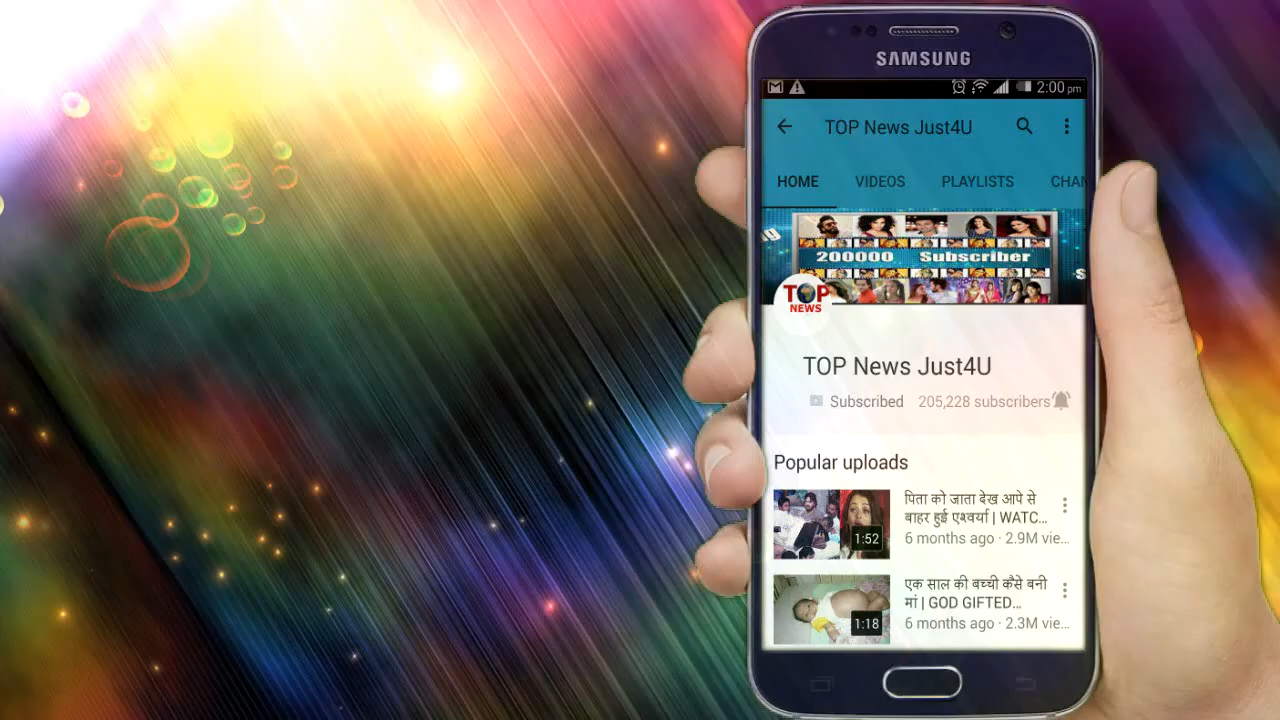 SAMSUNG
2:00 pm
TOP News Just4U
HOME VIDEOS PLAYLISTS CHAN
200000 Subscriber
TOP
NEWS
TOP News Just4U
Subscribed 205,228 subscribers
Popular uploads
पिता को जाता देख आपे से
बाहर हुई एश्वर्या | WATC...
6 months ago · 2.9M vie...
1:52
एक साल की बच्ची कैसे बनी
मां | GOD GIFTED...
6 months ago · 2.3M vie...
1:18